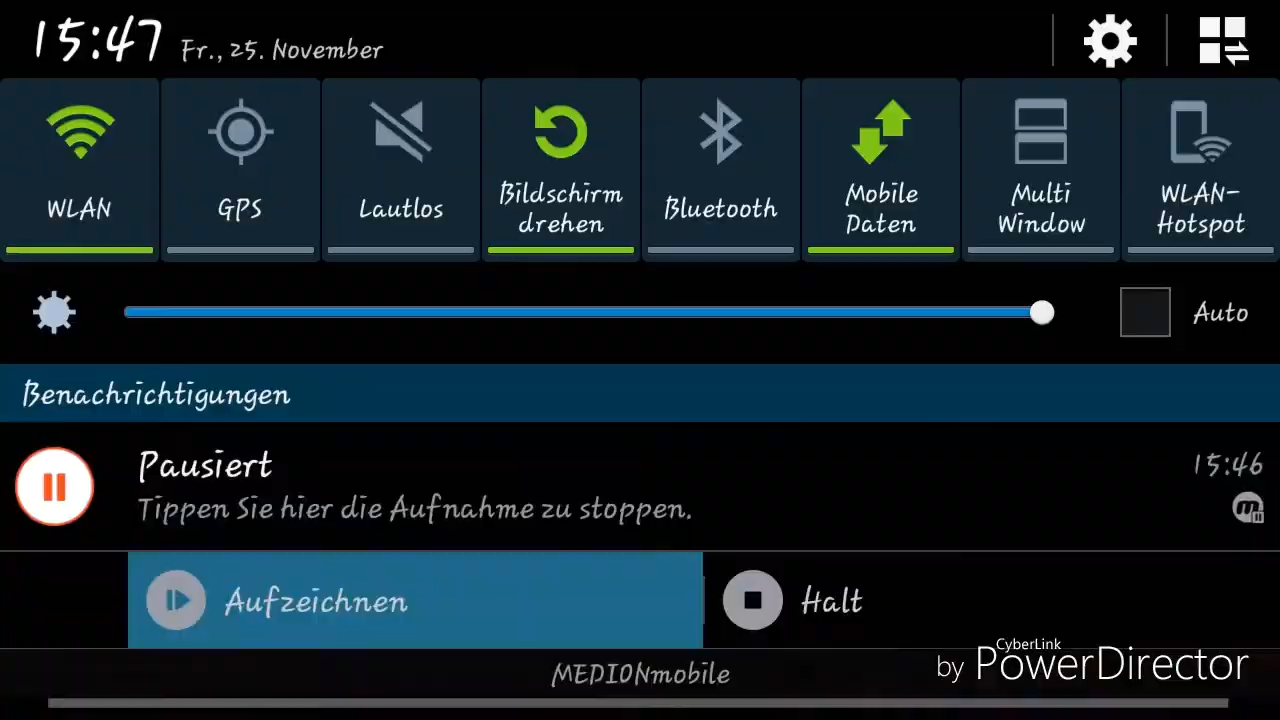 15:47 Fr., 25. November
WLAN
GPS
Lautlos
Bildschirm
drehen
Bluetooth
Mobile
Daten
Multi
Window
WLAN-
Hotspot
Auto
Benachrichtigungen
Pausiert
15:46
Tippen Sie hier die Aufnahme zu stoppen.
Aufzeichnen
Halt
MEDIONmobile
CyberLink
by PowerDirector